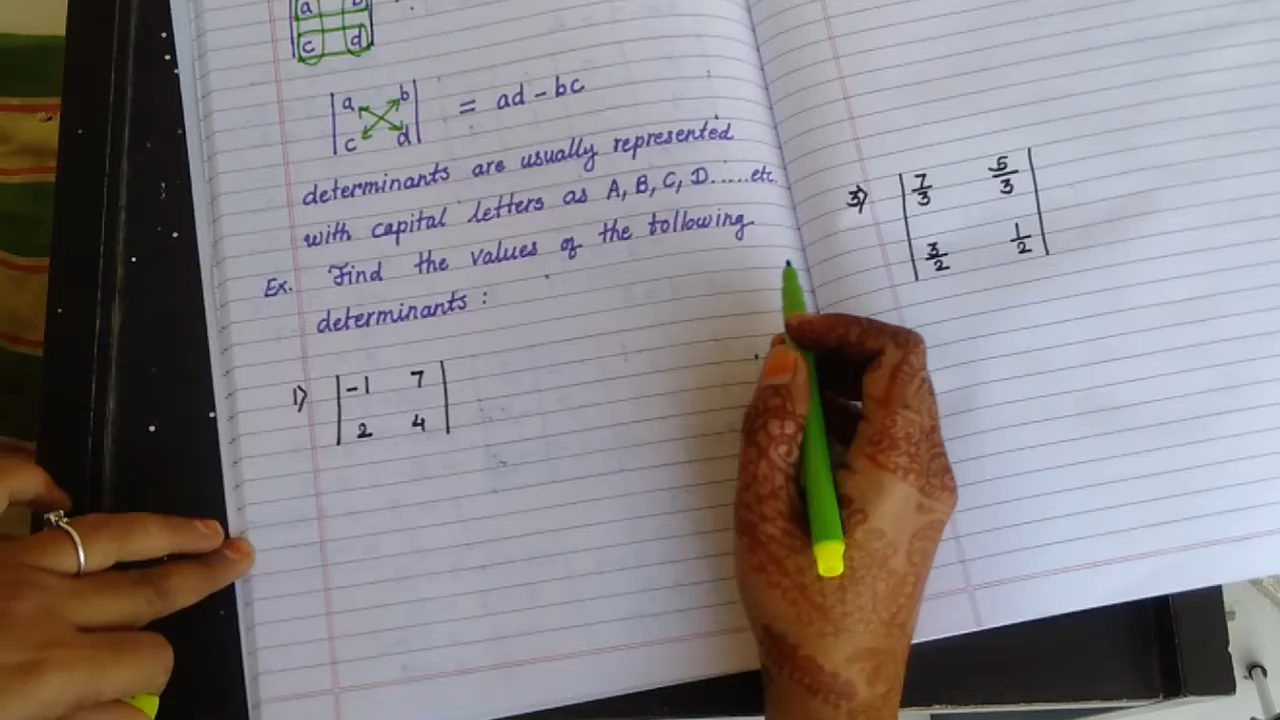 a b
c d
a b
c d = ad - bc
determinants are usually represented
with capital letters as A, B, C, D.....etc.
Ex. Find the values of the following
determinants :
1) -1 7
2 4
3) 7/3 5/3
3/2 1/2